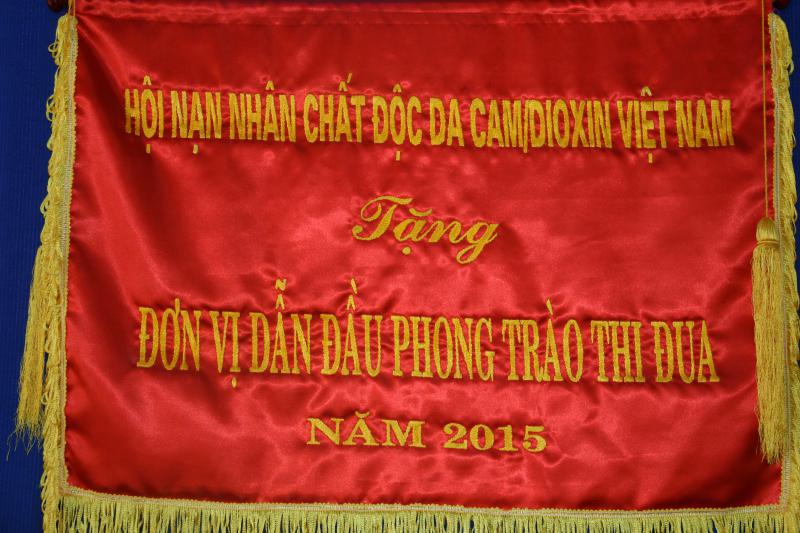 HỘI NẠN NHÂN CHẤT ĐỘC DA CAM/DIOXIN VIỆT NAM
Tặng
ĐƠN VỊ DẪN ĐẦU PHONG TRÀO THI ĐUA
NĂM 2015